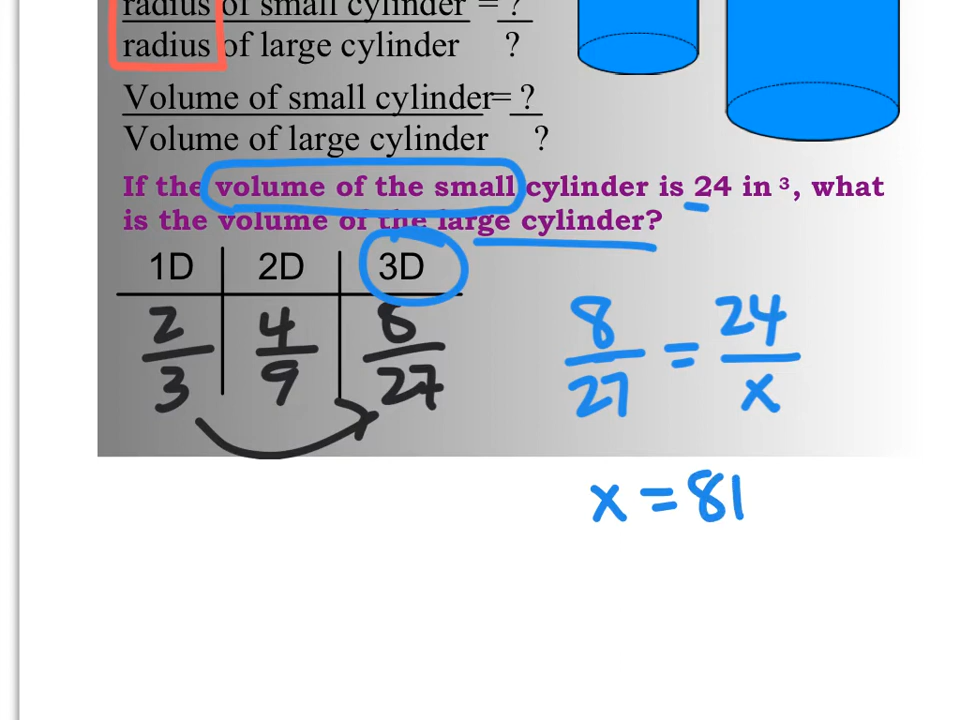 radius of small cylinder = ?
radius of large cylinder ?
Volume of small cylinder = ?
Volume of large cylinder ?
If the volume of the small cylinder is 24 in ³, what
is the volume of the large cylinder?
1D 2D 3D
2 4 8
3 9 27
8 = 24
27 x
x = 81